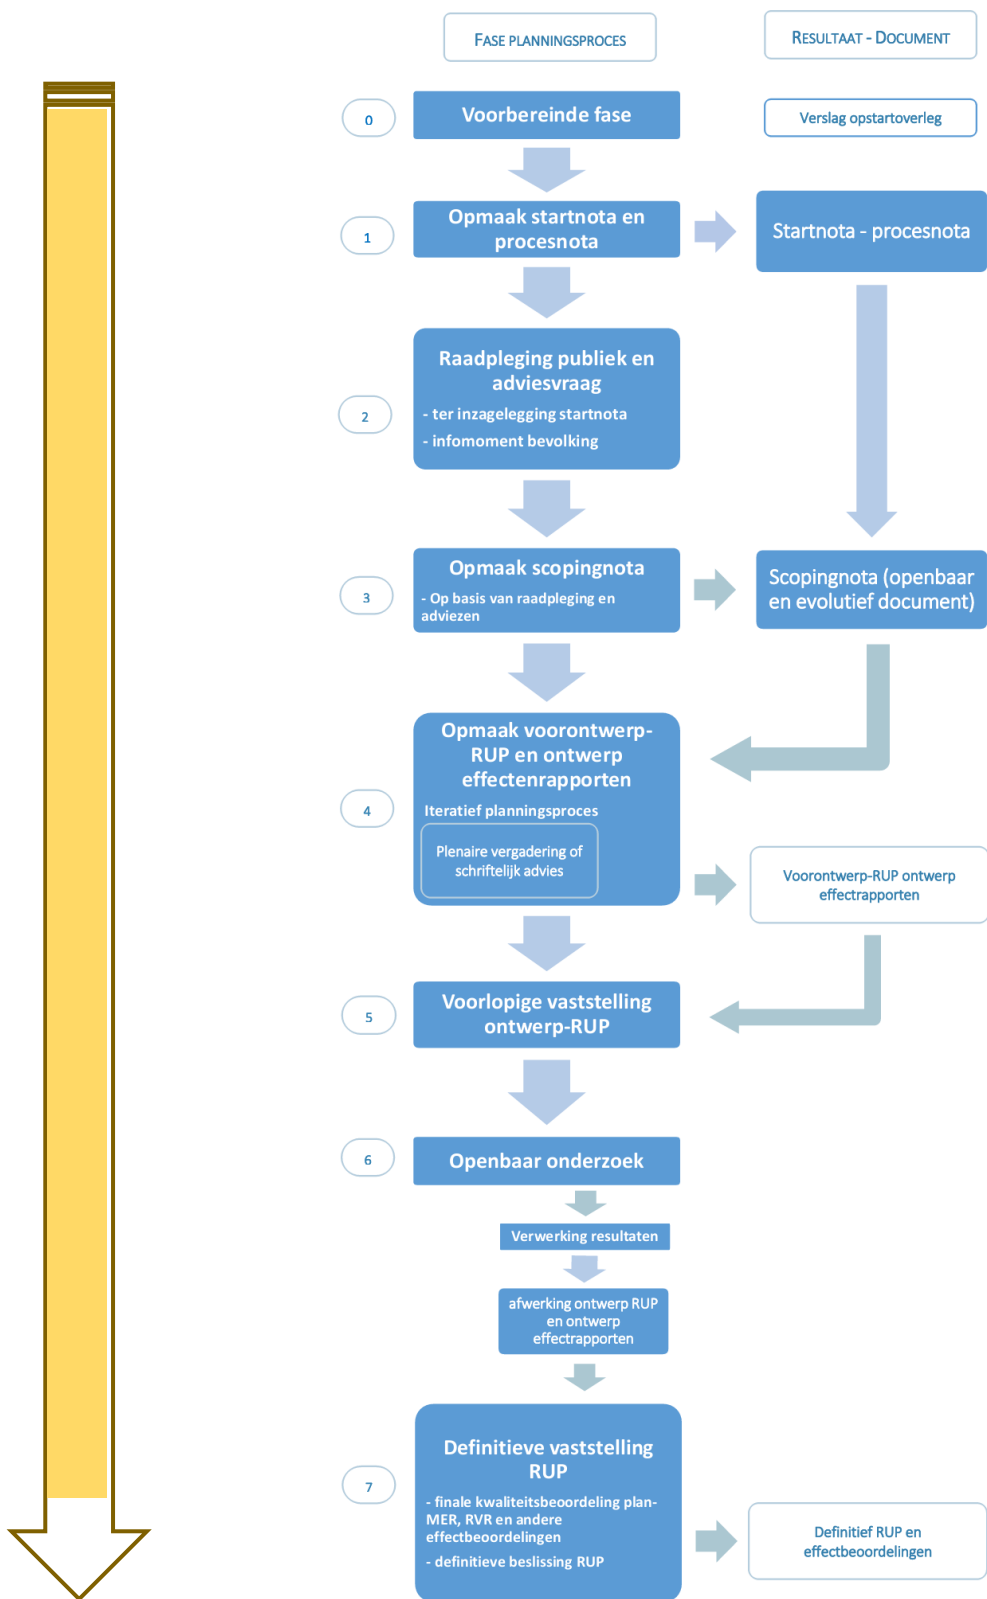 FASE PLANNINGSPROCES
RESULTAAT - DOCUMENT
0
Voorbereinde fase
Verslag opstartoverleg
1
Opmaak startnota en
procesnota
Startnota - procesnota
2
Raadpleging publiek en
adviesvraag
- ter inzagelegging startnota
- infomoment bevolking
3
Opmaak scopingnota
- Op basis van raadpleging en
adviezen
Scopingnota (openbaar
en evolutief document)
4
Opmaak voorontwerp-
RUP en ontwerp
effectenrapporten
Iteratief planningsproces
Plenaire vergadering of
schriftelijk advies
Voorontwerp-RUP ontwerp
effectrapporten
5
Voorlopige vaststelling
ontwerp-RUP
6
Openbaar onderzoek
Verwerking resultaten
afwerking ontwerp RUP
en ontwerp
effectrapporten
7
Definitieve vaststelling
RUP
- finale kwaliteitsbeoordeling plan-
MER, RVR en andere
effectbeoordelingen
- definitieve beslissing RUP
Definitief RUP en
effectbeoordelingen